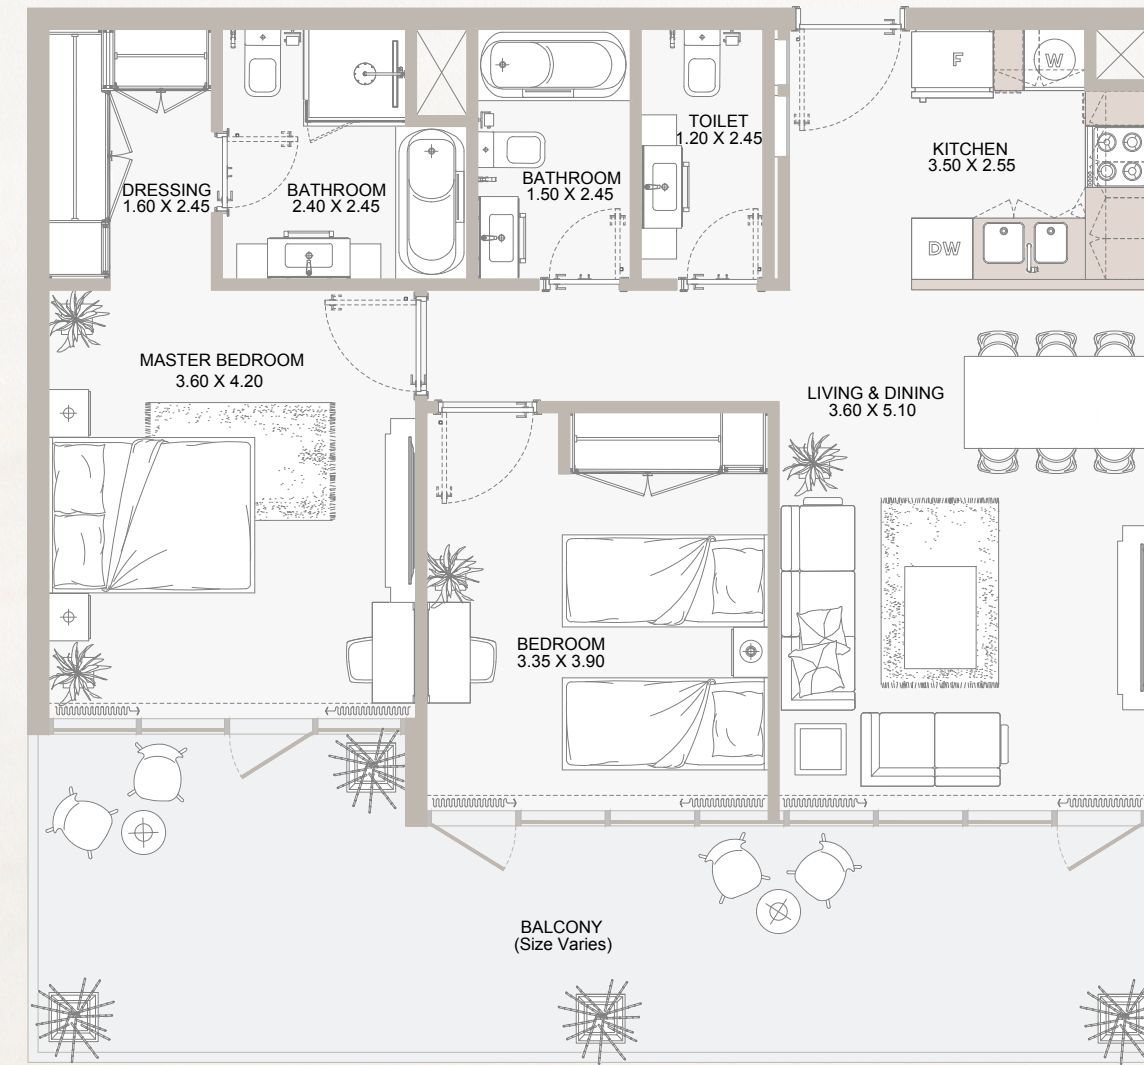 F
W
TOILET
1.20 X 2.45
KITCHEN
3.50 X 2.55
DRESSING
1.60 X 2.45
BATHROOM
2.40 X 2.45
BATHROOM
1.50 X 2.45
DW
MASTER BEDROOM
3.60 X 4.20
LIVING & DINING
3.60 X 5.10
BEDROOM
3.35 X 3.90
BALCONY
(Size Varies)